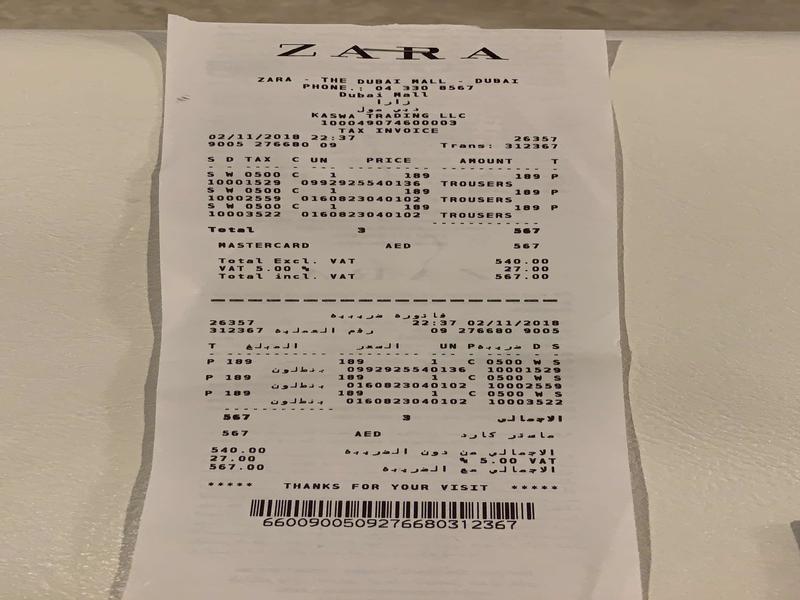 ZARA
ZARA - THE DUBAI MALL - DUBAI
PHONE.: 04 330 8567
Dubai Mall
زارا
دبي مول
KASWA TRADING LLC
100049074600003
TAX INVOICE
02/11/2018 22:37 26357
9005 276680 09 Trans: 312367
S D TAX C UN PRICE AMOUNT T
S W 0500 C 1 189 189 P
10001529 0992925540136 TROUSERS
S W 0500 C 1 189 189 P
10002559 0160823040102 TROUSERS
S W 0500 C 1 189 189 P
10003522 0160823040102 TROUSERS
Total 3 567
MASTERCARD AED 567
Total Excl. VAT 540.00
VAT 5.00 % 27.00
Total incl. VAT 567.00
فاتورة ضريبية
26357 22:37 02/11/2018
312367 رقم العملية 09 276680 9005
T المبلغ السعر UN P ضريبة D S
P 189 189 1 C 0500 W S
بنطلون 0992925540136 10001529
P 189 189 1 C 0500 W S
بنطلون 0160823040102 10002559
P 189 189 1 C 0500 W S
بنطلون 0160823040102 10003522
567 3 الإجمالي
567 AED ماستر كارد
540.00 الإجمالي من دون الضريبة
27.00 % 5.00 VAT
567.00 الإجمالي مع الضريبة
***** THANKS FOR YOUR VISIT *****
6600900509276680312367